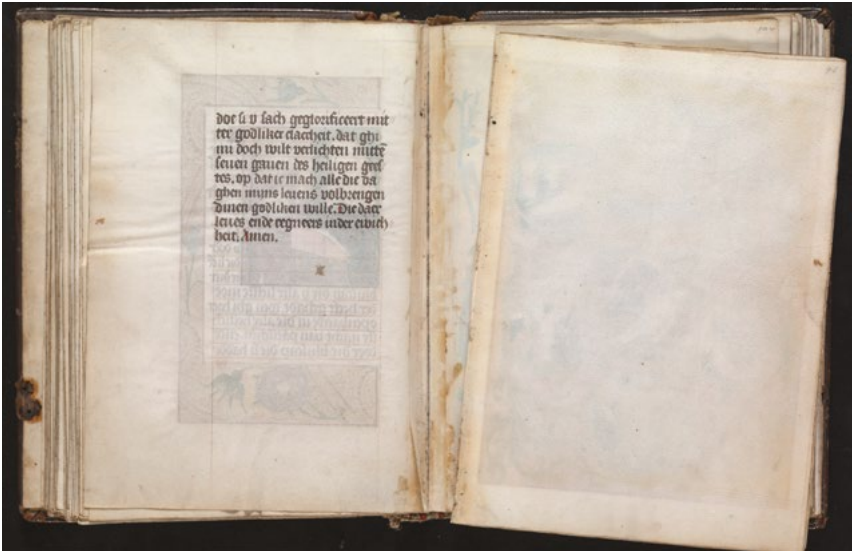 doe si v sach geglorificeert mit
ter godliker claerheit. dat ghi
mi doch wilt verlichten mittē
seuen gauen des heiligen gees
tes, op dat ic mach alle die da
ghen mijns leuens volbrengen
dinen godliken wille. Die daer
leues ende regneers inder ewich
heit. Amen.